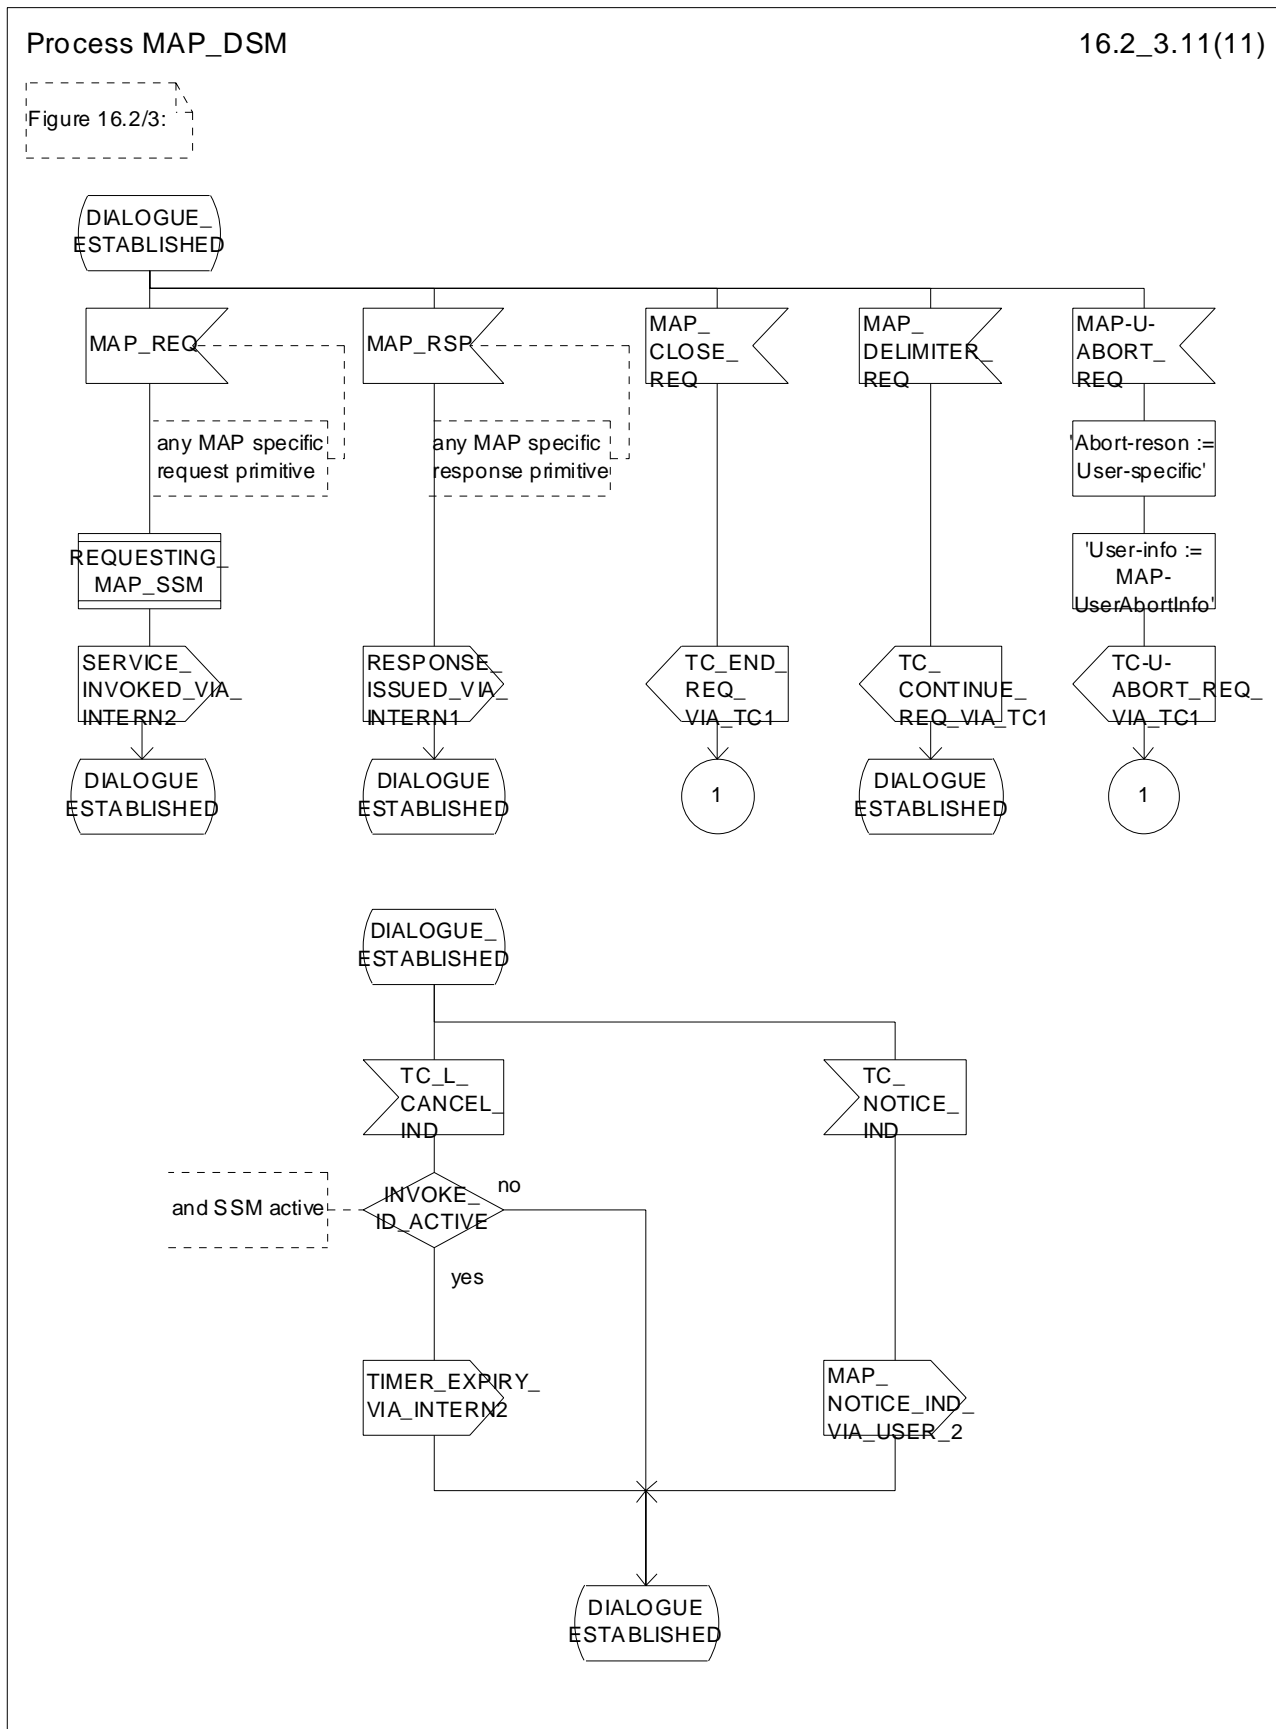 Process MAP_DSM
16.2_3.11(11)
Figure 16.2/3:
DIALOGUE_
ESTABLISHED
MAP_REQ
MAP_RSP
MAP_
CLOSE_
REQ
MAP_
DELIMITER_
REQ
MAP-U-
ABORT_
REQ
any MAP specific
request primitive
any MAP specific
response primitive
'Abort-reson :=
User-specific'
REQUESTING_
MAP_SSM
'User-info :=
MAP-
UserAbortInfo'
SERVICE_
INVOKED_VIA_
INTERN2
RESPONSE_
ISSUED_VIA_
INTERN1
TC_END_
REQ_
VIA_TC1
TC_
CONTINUE_
REQ_VIA_TC1
TC-U-
ABORT_REQ_
VIA_TC1
DIALOGUE
ESTABLISHED
DIALOGUE
ESTABLISHED
1
DIALOGUE
ESTABLISHED
1
DIALOGUE_
ESTABLISHED
TC_L_
CANCEL_
IND
TC_
NOTICE_
IND
and SSM active
INVOKE_
ID_ACTIVE
no
yes
TIMER_EXPIRY_
VIA_INTERN2
MAP_
NOTICE_IND_
VIA_USER_2
DIALOGUE
ESTABLISHED